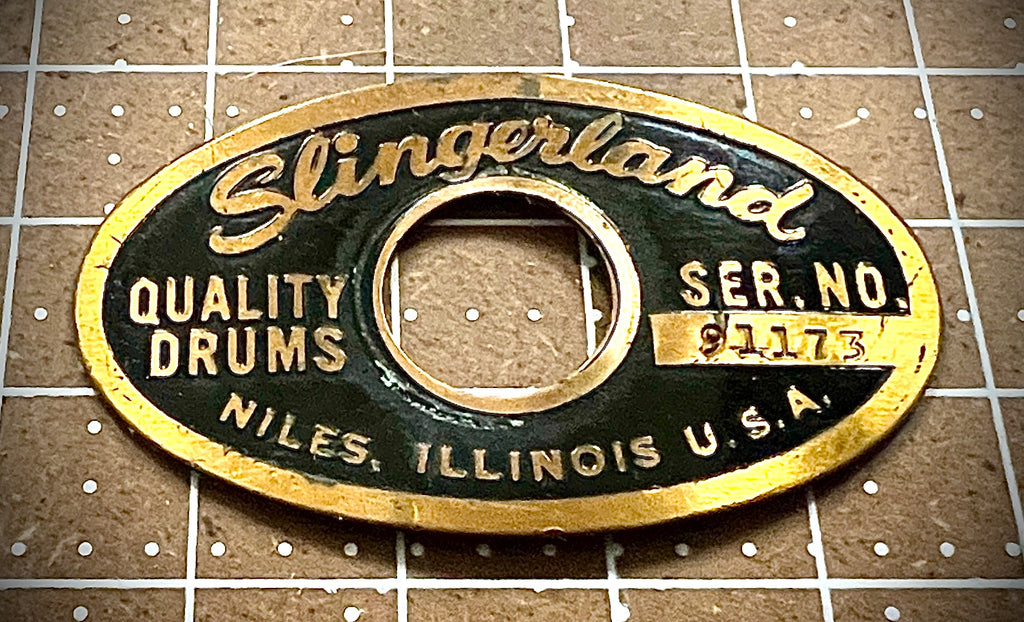 Slingerland
QUALITY
DRUMS
SER. NO.
91173
NILES, ILLINOIS U.S.A.